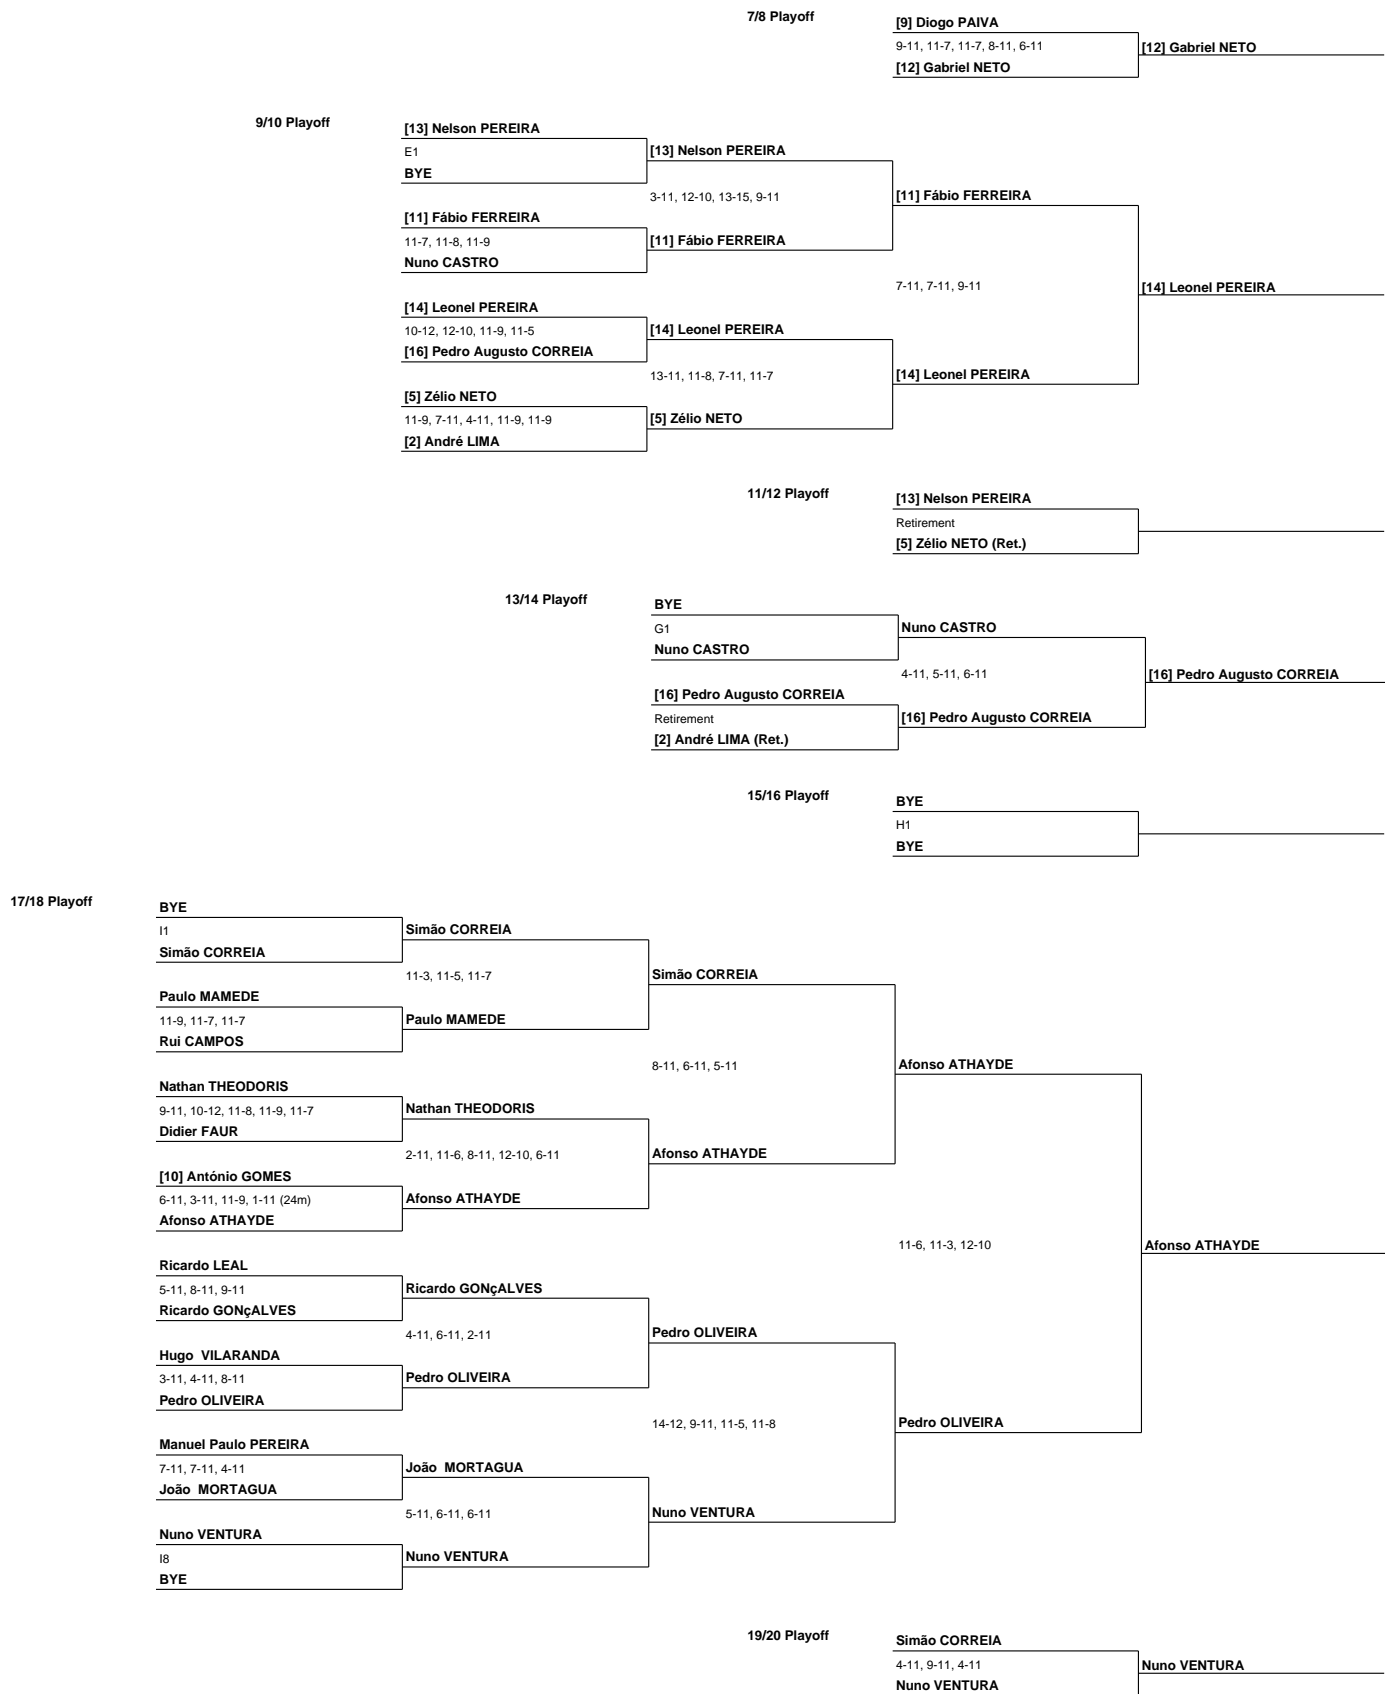 7/8 Playoff
[9] Diogo PAIVA
9-11, 11-7, 11-7, 8-11, 6-11
[12] Gabriel NETO
[12] Gabriel NETO
9/10 Playoff
[13] Nelson PEREIRA
E1
[13] Nelson PEREIRA
BYE
3-11, 12-10, 13-15, 9-11
[11] Fábio FERREIRA
[11] Fábio FERREIRA
11-7, 11-8, 11-9
[11] Fábio FERREIRA
Nuno CASTRO
7-11, 7-11, 9-11
[14] Leonel PEREIRA
[14] Leonel PEREIRA
10-12, 12-10, 11-9, 11-5
[14] Leonel PEREIRA
[16] Pedro Augusto CORREIA
13-11, 11-8, 7-11, 11-7
[14] Leonel PEREIRA
[5] Zélio NETO
11-9, 7-11, 4-11, 11-9, 11-9
[5] Zélio NETO
[2] André LIMA
11/12 Playoff
[13] Nelson PEREIRA
Retirement
[5] Zélio NETO (Ret.)
13/14 Playoff
BYE
G1
Nuno CASTRO
Nuno CASTRO
4-11, 5-11, 6-11
[16] Pedro Augusto CORREIA
[16] Pedro Augusto CORREIA
Retirement
[16] Pedro Augusto CORREIA
[2] André LIMA (Ret.)
15/16 Playoff
BYE
H1
BYE
17/18 Playoff
BYE
I1
Simão CORREIA
Simão CORREIA
11-3, 11-5, 11-7
Simão CORREIA
Paulo MAMEDE
11-9, 11-7, 11-7
Paulo MAMEDE
Rui CAMPOS
8-11, 6-11, 5-11
Afonso ATHAYDE
Nathan THEODORIS
9-11, 10-12, 11-8, 11-9, 11-7
Nathan THEODORIS
Didier FAUR
2-11, 11-6, 8-11, 12-10, 6-11
Afonso ATHAYDE
[10] António GOMES
6-11, 3-11, 11-9, 1-11 (24m)
Afonso ATHAYDE
Afonso ATHAYDE
11-6, 11-3, 12-10
Afonso ATHAYDE
Ricardo LEAL
5-11, 8-11, 9-11
Ricardo GONçALVES
Ricardo GONçALVES
4-11, 6-11, 2-11
Pedro OLIVEIRA
Hugo  VILARANDA
3-11, 4-11, 8-11
Pedro OLIVEIRA
Pedro OLIVEIRA
14-12, 9-11, 11-5, 11-8
Pedro OLIVEIRA
Manuel Paulo PEREIRA
7-11, 7-11, 4-11
João  MORTAGUA
João  MORTAGUA
5-11, 6-11, 6-11
Nuno VENTURA
Nuno VENTURA
I8
Nuno VENTURA
BYE
19/20 Playoff
Simão CORREIA
4-11, 9-11, 4-11
Nuno VENTURA
Nuno VENTURA